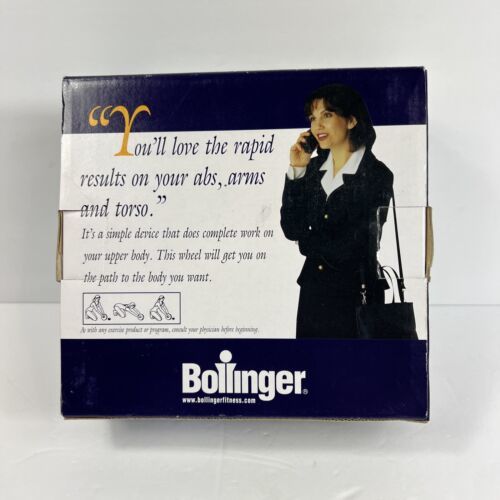 “You'll love the rapid
results on your abs, arms
and torso.”
It's a simple device that does complete work on
your upper body. This wheel will get you on
the path to the body you want.
As with any exercise product or program, consult your physician before beginning.
Bollinger®
www.bollingerfitness.com